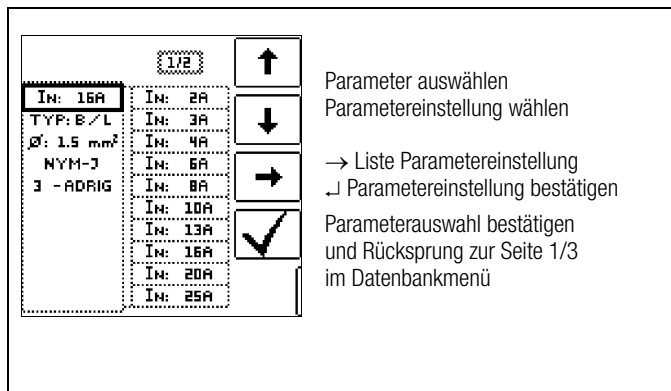 1/2
IN: 16A
TYP: B/L
Ø: 1.5 mm²
NYM-J
3 -ADRIG
IN: 2A
IN: 3A
IN: 4A
IN: 6A
IN: 8A
IN: 10A
IN: 13A
IN: 16A
IN: 20A
IN: 25A
↑
↓
→
✓
Parameter auswählen
Parametereinstellung wählen
→ Liste Parametereinstellung
↵ Parametereinstellung bestätigen
Parameterauswahl bestätigen
und Rücksprung zur Seite 1/3
im Datenbankmenü